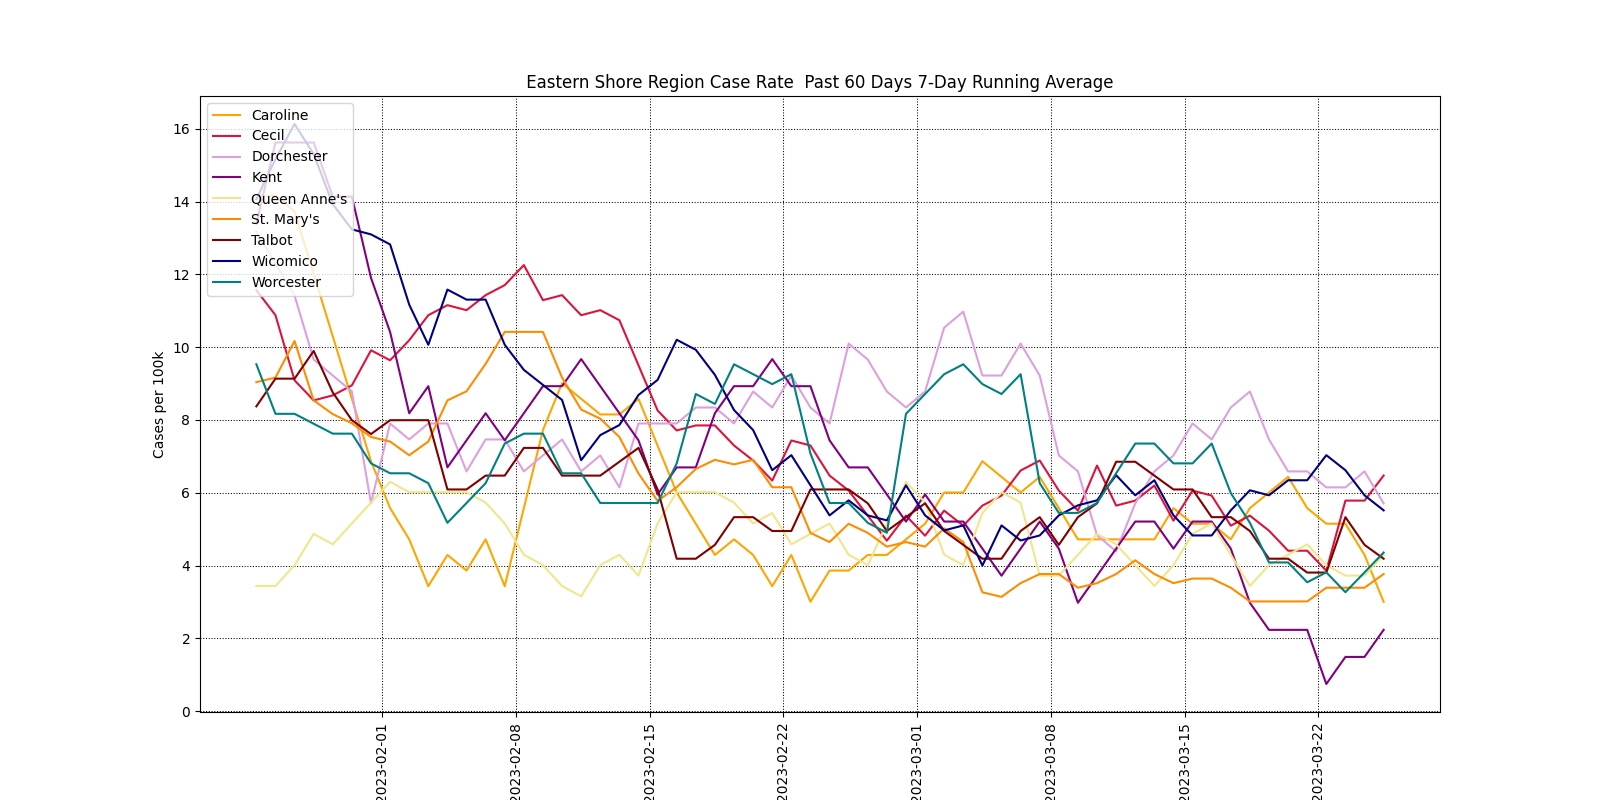 Eastern Shore Region Case Rate  Past 60 Days 7-Day Running Average
Caroline
Cecil
Dorchester
Kent
Queen Anne's
St. Mary's
Talbot
Wicomico
Worcester
16
14
12
10
8
6
4
2
0
Cases per 100k
2023-02-01
2023-02-08
2023-02-15
2023-02-22
2023-03-01
2023-03-08
2023-03-15
2023-03-22